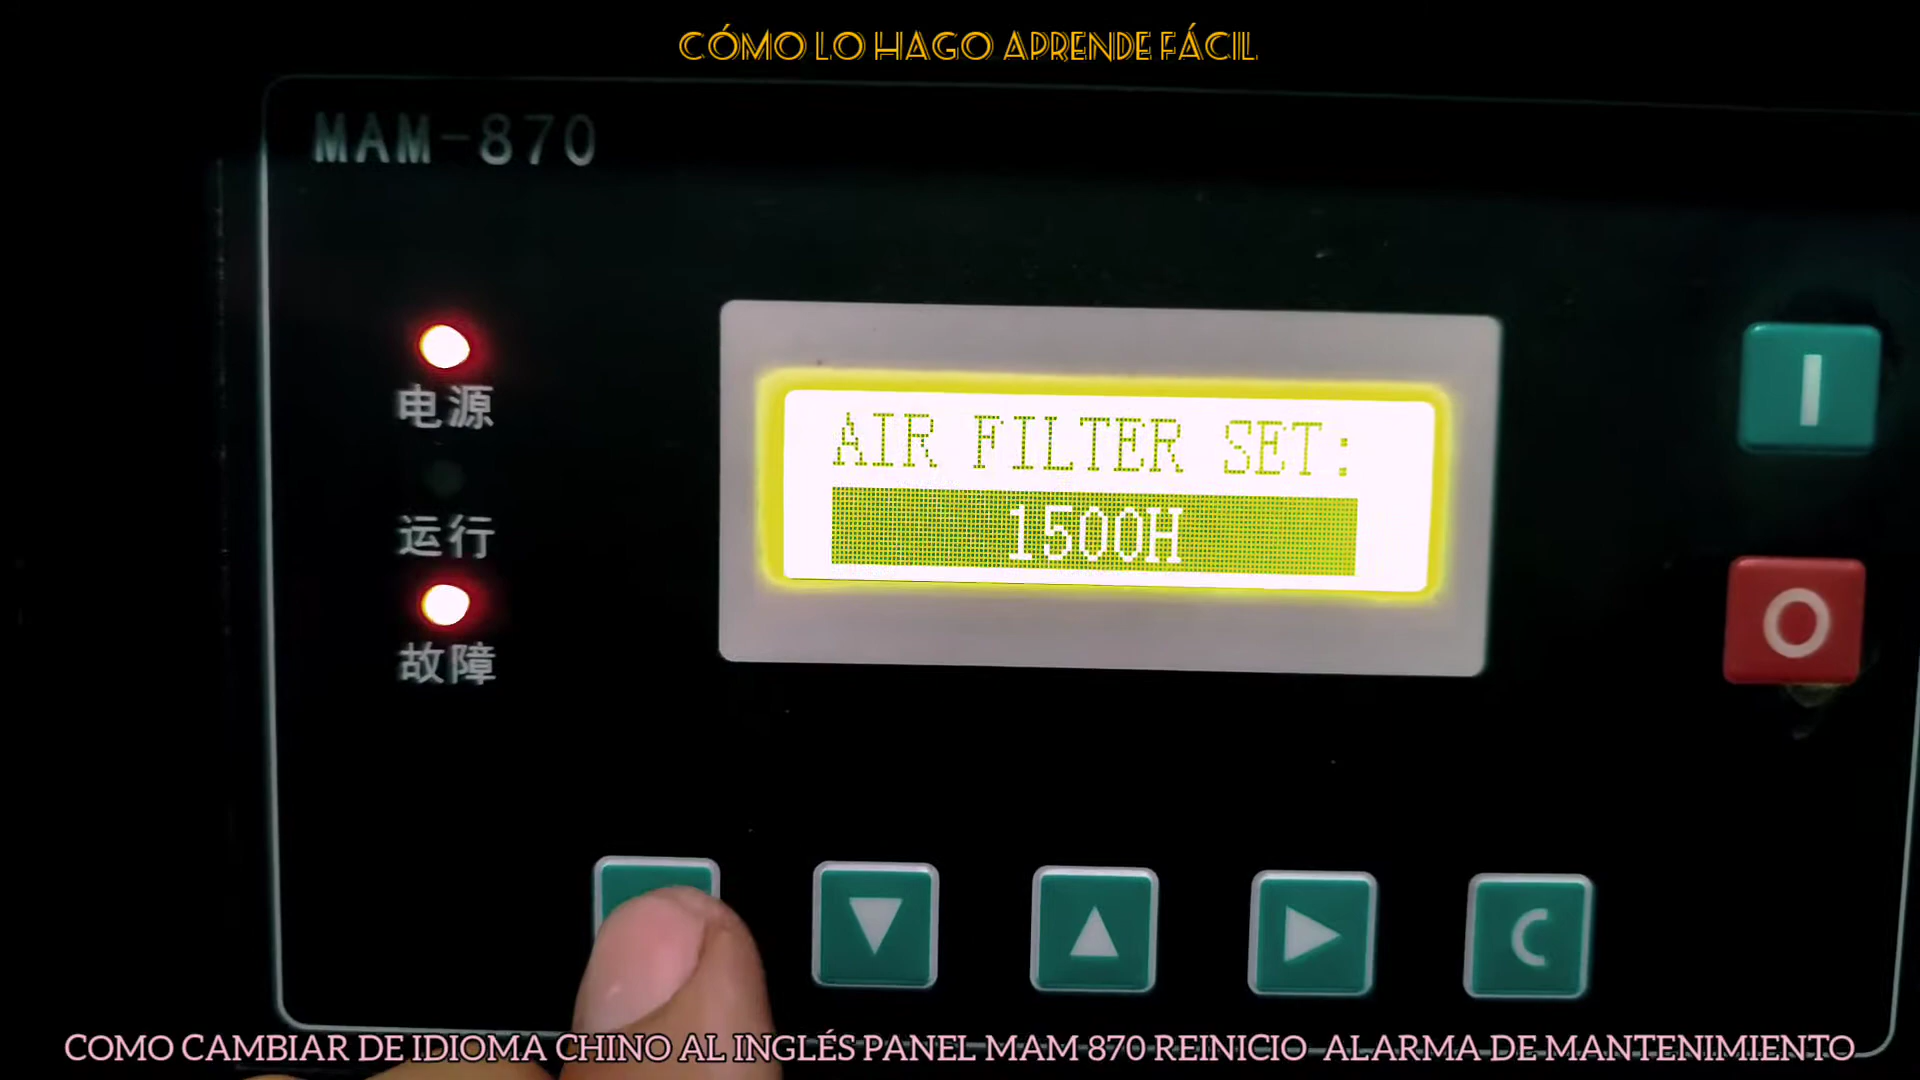 CÓMO LO HAGO APRENDE FÁCIL
MAM-870
电源
AIR FILTER SET:
1500H
运行
故障
I
O
C
COMO CAMBIAR DE IDIOMA CHINO AL INGLÉS PANEL MAM 870 REINICIO ALARMA DE MANTENIMIENTO